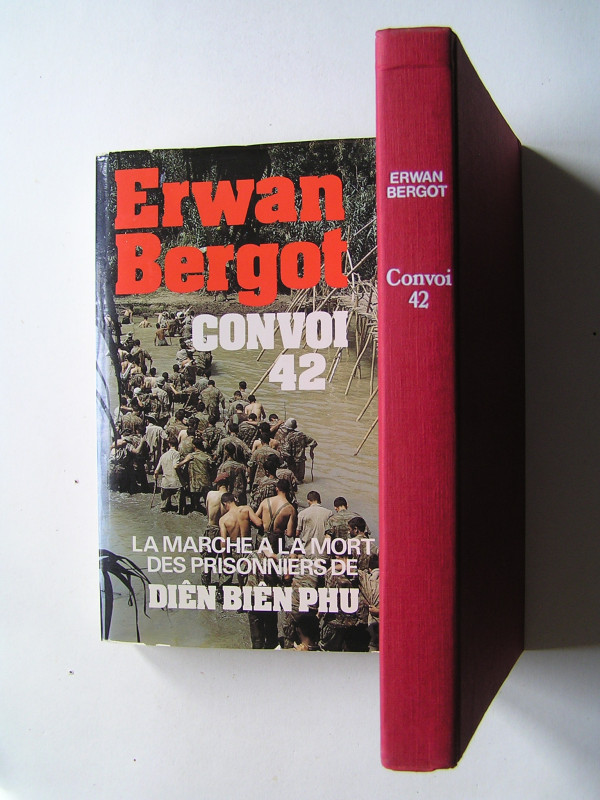 Erwan
Bergot
CONVOI
42
LA MARCHE A LA MORT
DES PRISONNIERS DE
DIÊN BIÊN PHU
ERWAN
BERGOT
Convoi
42